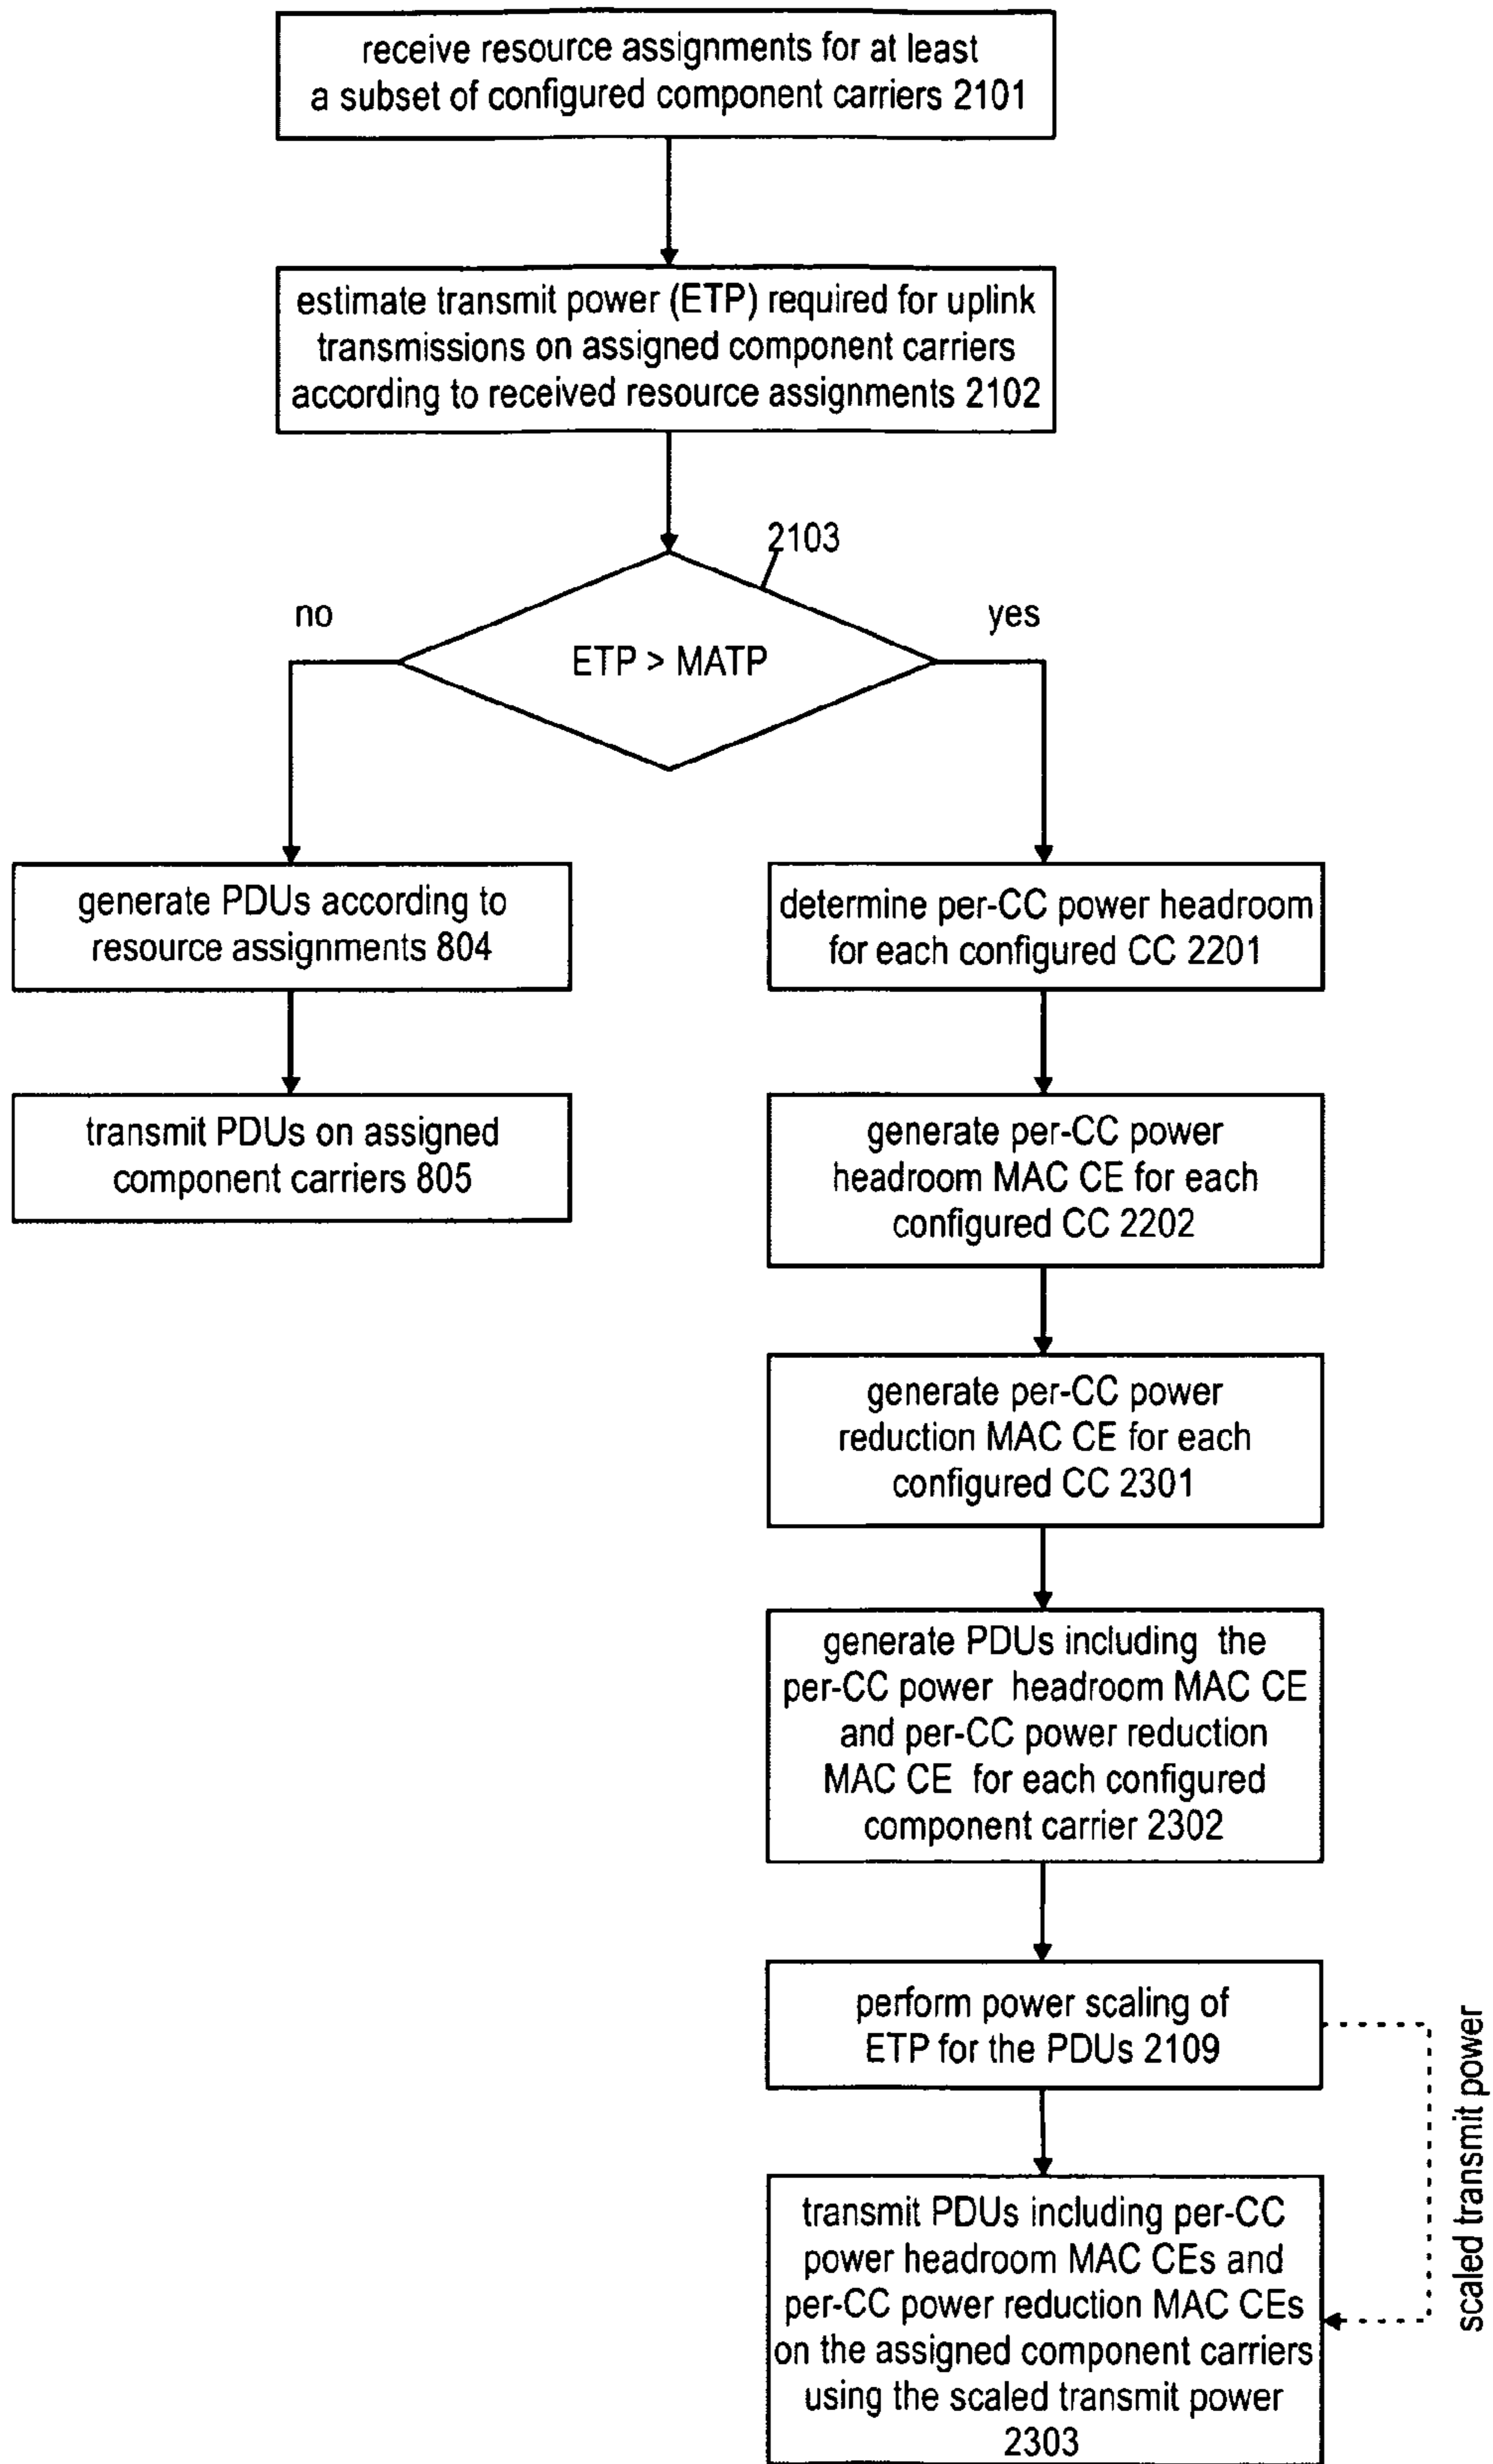 receive resource assignments for at least
a subset of configured component carriers 2101
estimate transmit power (ETP) required for uplink
transmissions on assigned component carriers
according to received resource assignments 2102
2103
no
yes
ETP > MATP
generate PDUs according to
resource assignments 804
transmit PDUs on assigned
component carriers 805
determine per-CC power headroom
for each configured CC 2201
generate per-CC power
headroom MAC CE for each
configured CC 2202
generate per-CC power
reduction MAC CE for each
configured CC 2301
generate PDUs including the
per-CC power headroom MAC CE
and per-CC power reduction
MAC CE for each configured
component carrier 2302
perform power scaling of
ETP for the PDUs 2109
scaled transmit power
transmit PDUs including per-CC
power headroom MAC CEs and
per-CC power reduction MAC CEs
on the assigned component carriers
using the scaled transmit power
2303